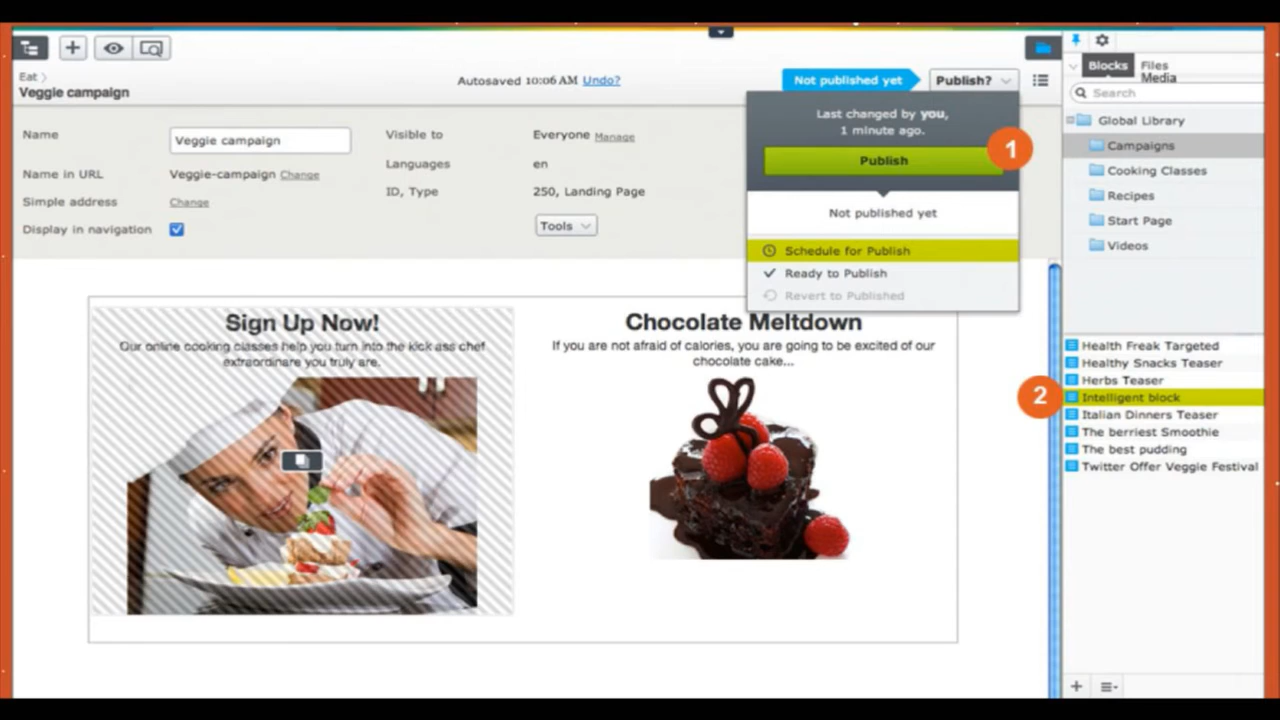 Eat
Veggie campaign
Autosaved 10:06 AM Undo?
Not published yet
Publish?
Last changed by you,
1 minute ago.
Publish
1
Not published yet
Schedule for Publish
Ready to Publish
Revert to Published
Name
Veggie campaign
Name in URL
Veggie-campaign Change
Simple address
Change
Display in navigation
Visible to
Everyone Manage
Languages
en
ID, Type
250, Landing Page
Tools
Sign Up Now!
Our online cooking classes help you turn into the kick ass chef
extraordinare you truly are.
Chocolate Meltdown
If you are not afraid of calories, you are going to be excited of our
chocolate cake...
Blocks
Files
Media
Search
Global Library
Campaigns
Cooking Classes
Recipes
Start Page
Videos
Health Freak Targeted
Healthy Snacks Teaser
Herbs Teaser
2
Intelligent block
Italian Dinners Teaser
The berriest Smoothie
The best pudding
Twitter Offer Veggie Festival